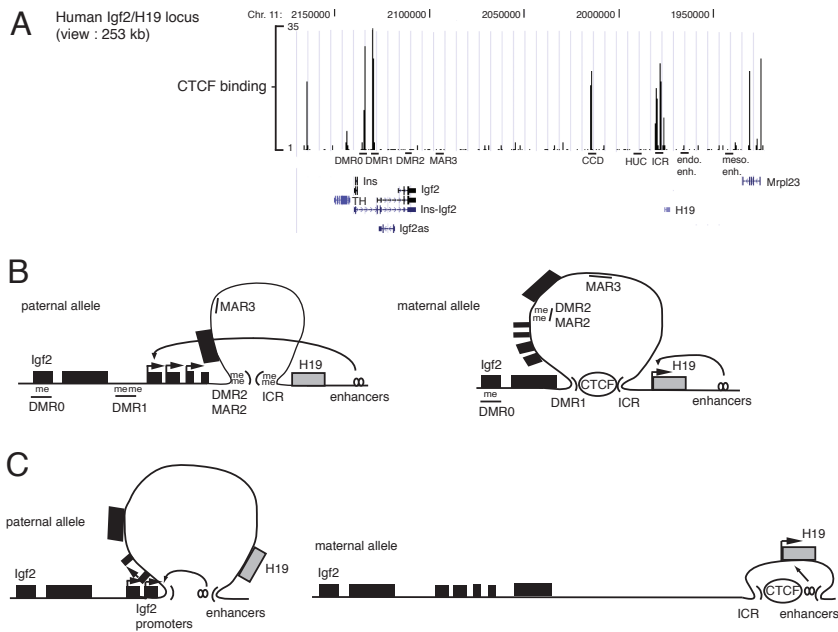 A
Human Igf2/H19 locus
(view : 253 kb)
Chr. 11: 2150000 2100000 2050000 2000000 1950000
35
CTCF binding
1
DMR0 DMR1 DMR2 MAR3 CCD HUC ICR endo. enh. meso. enh.
Ins Igf2 Mrpl23
TH
Ins-Igf2 H19
Igf2as
B
paternal allele
MAR3
Igf2
me
DMR0
me me
DMR1
me
me
DMR2
MAR2
me
me
ICR
H19
enhancers
maternal allele
MAR3
me
me
DMR2
MAR2
Igf2
me
DMR0
DMR1
CTCF
ICR
H19
enhancers
C
paternal allele
Igf2
Igf2
promoters
H19
enhancers
maternal allele
Igf2
H19
ICR
CTCF
enhancers